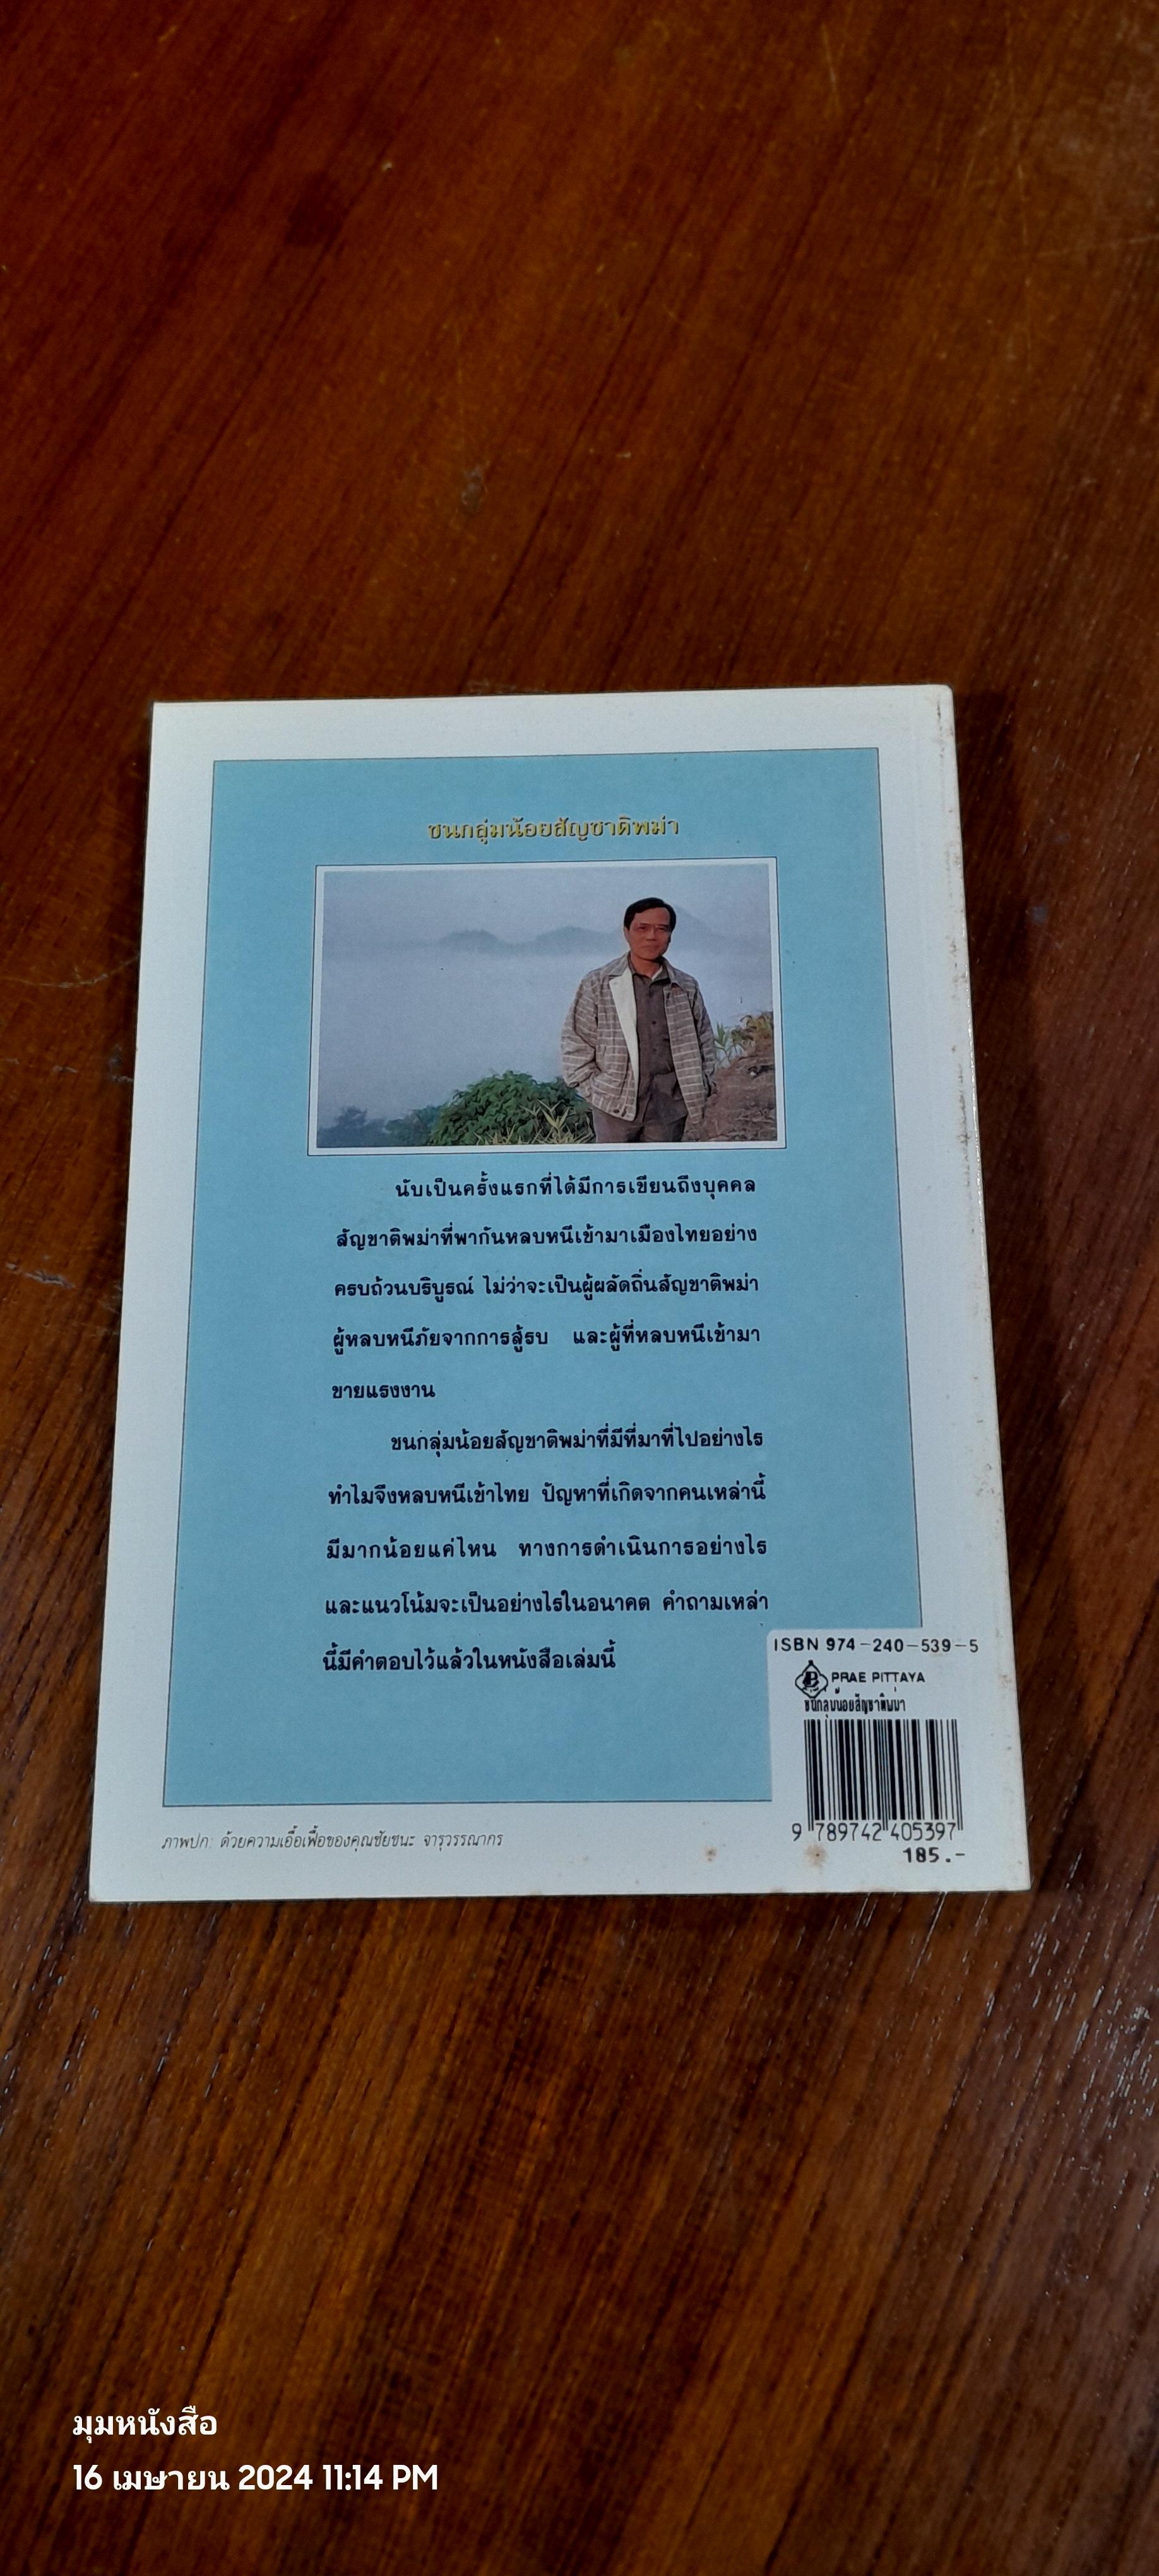 ชนกลุ่มน้อยสัญชาติพม่า
นับเป็นครั้งแรกที่ได้มีการเขียนถึงบุคคล
สัญชาติพม่าที่พากันหลบหนีเข้ามาเมืองไทยอย่าง
ครบถ้วนบริบูรณ์ ไม่ว่าจะเป็นผู้ผลัดถิ่นสัญชาติพม่า
ผู้หลบหนีภัยจากการสู้รบ และผู้ที่หลบหนีเข้ามา
ขายแรงงาน
ชนกลุ่มน้อยสัญชาติพม่าที่มีที่มาที่ไปอย่างไร
ทำไมจึงหลบหนีเข้าไทย ปัญหาที่เกิดจากคนเหล่านี้
มีมากน้อยแค่ไหน ทางการดำเนินการอย่างไร
และแนวโน้มจะเป็นอย่างไรในอนาคต คำถามเหล่า
นี้มีคำตอบไว้แล้วในหนังสือเล่มนี้
ISBN 974-240-539-5
PRAE PITTAYA
ชนกลุ่มน้อยสัญชาติพม่า
9 789742 405397
185.-
ภาพปก: ด้วยความเอื้อเฟื้อของคุณชัยชนะ จารุวรรณากร
มุมหนังสือ
16 เมษายน 2024 11:14 PM